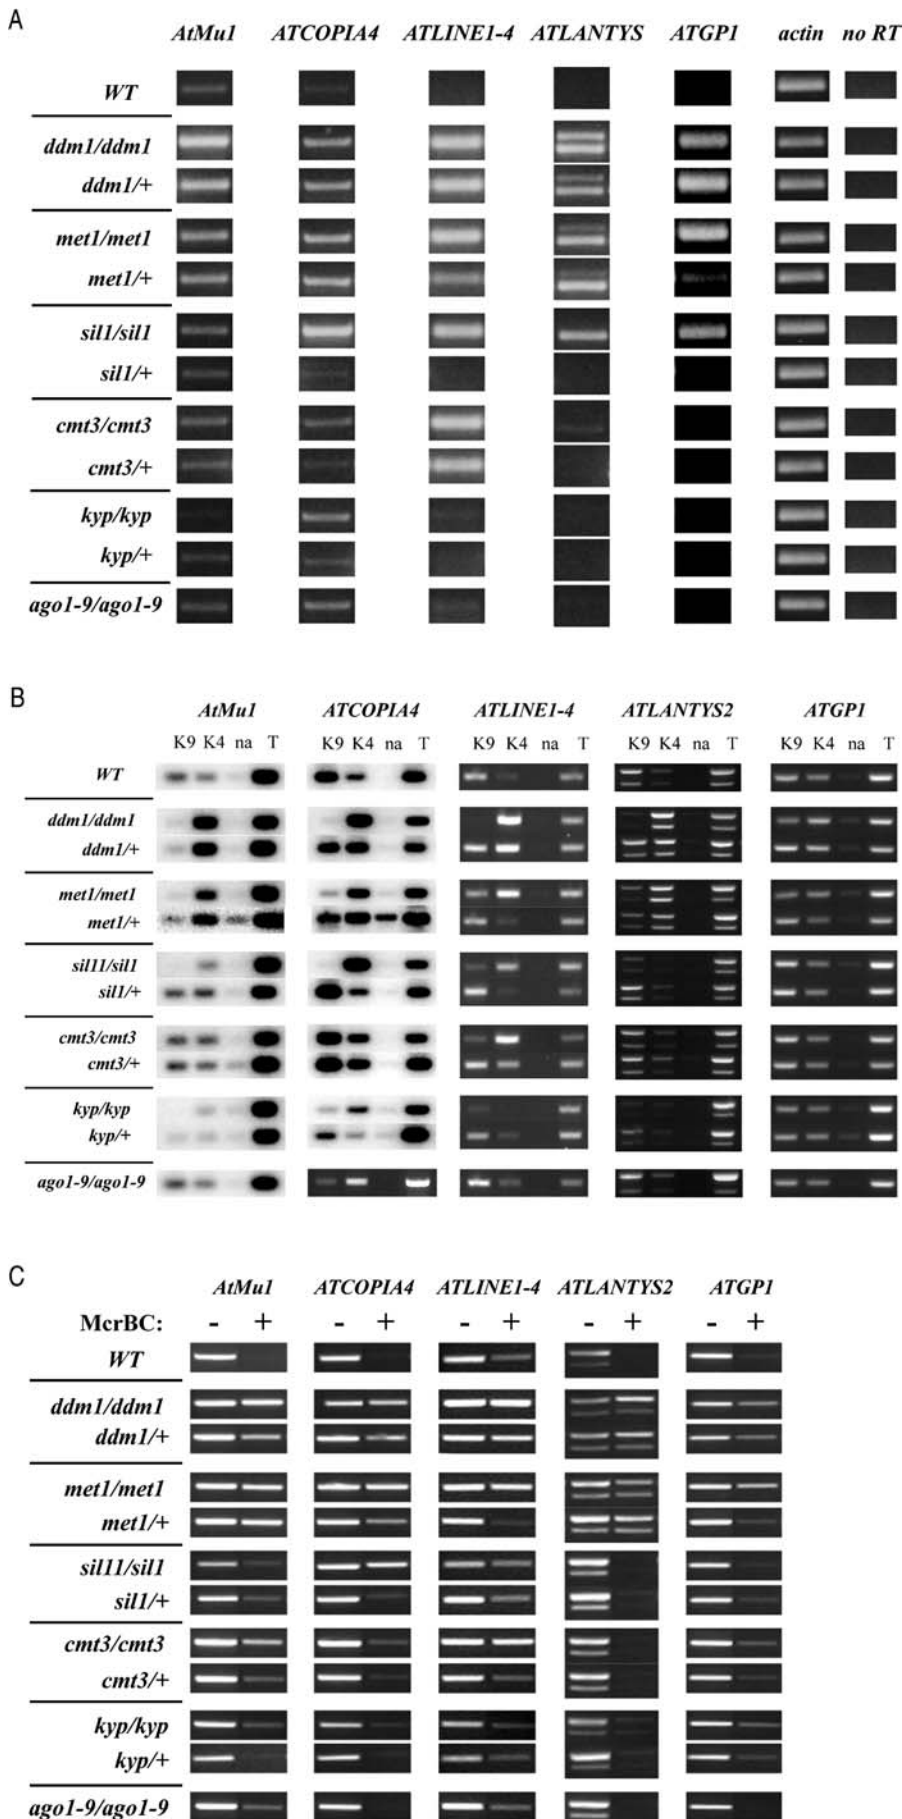 A
AtMu1 ATCOPIA4 ATLINE1-4 ATLANTYS ATGP1 actin no RT
WT
ddm1/ddm1
ddm1/+
met1/met1
met1/+
sil1/sil1
sil1/+
cmt3/cmt3
cmt3/+
kyp/kyp
kyp/+
ago1-9/ago1-9
B
AtMu1 ATCOPIA4 ATLINE1-4 ATLANTYS2 ATGP1
K9 K4 na T K9 K4 na T K9 K4 na T K9 K4 na T K9 K4 na T
WT
ddm1/ddm1
ddm1/+
met1/met1
met1/+
sil11/sil1
sil1/+
cmt3/cmt3
cmt3/+
kyp/kyp
kyp/+
ago1-9/ago1-9
C
AtMu1 ATCOPIA4 ATLINE1-4 ATLANTYS2 ATGP1
McrBC: - + - + - + - + - +
WT
ddm1/ddm1
ddm1/+
met1/met1
met1/+
sil11/sil1
sil1/+
cmt3/cmt3
cmt3/+
kyp/kyp
kyp/+
ago1-9/ago1-9